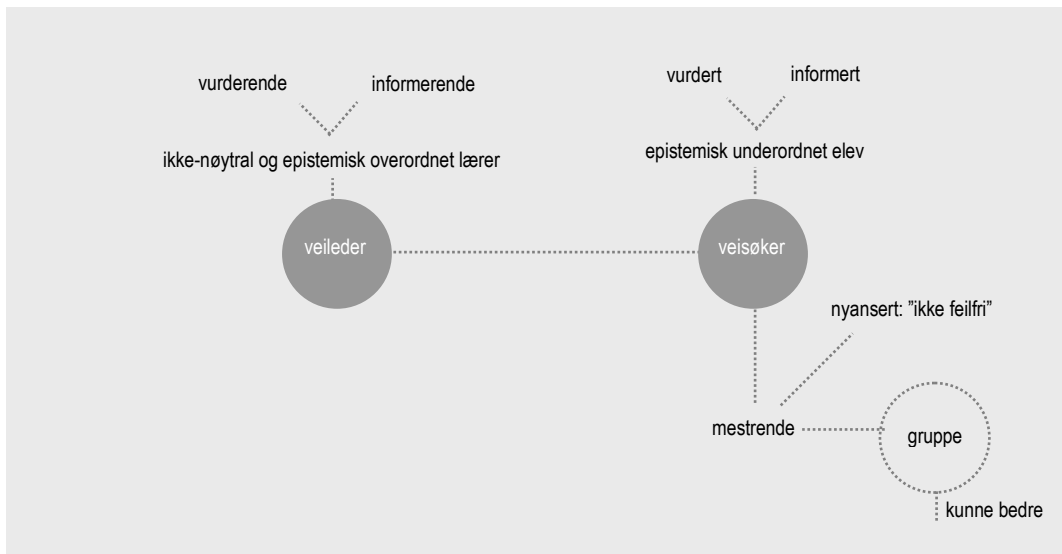 vurderende
informerende
ikke-nøytral og epistemisk overordnet lærer
veileder
vurdert
informert
epistemisk underordnet elev
veisøker
nyansert: ”ikke feilfri”
mestrende
gruppe
kunne bedre